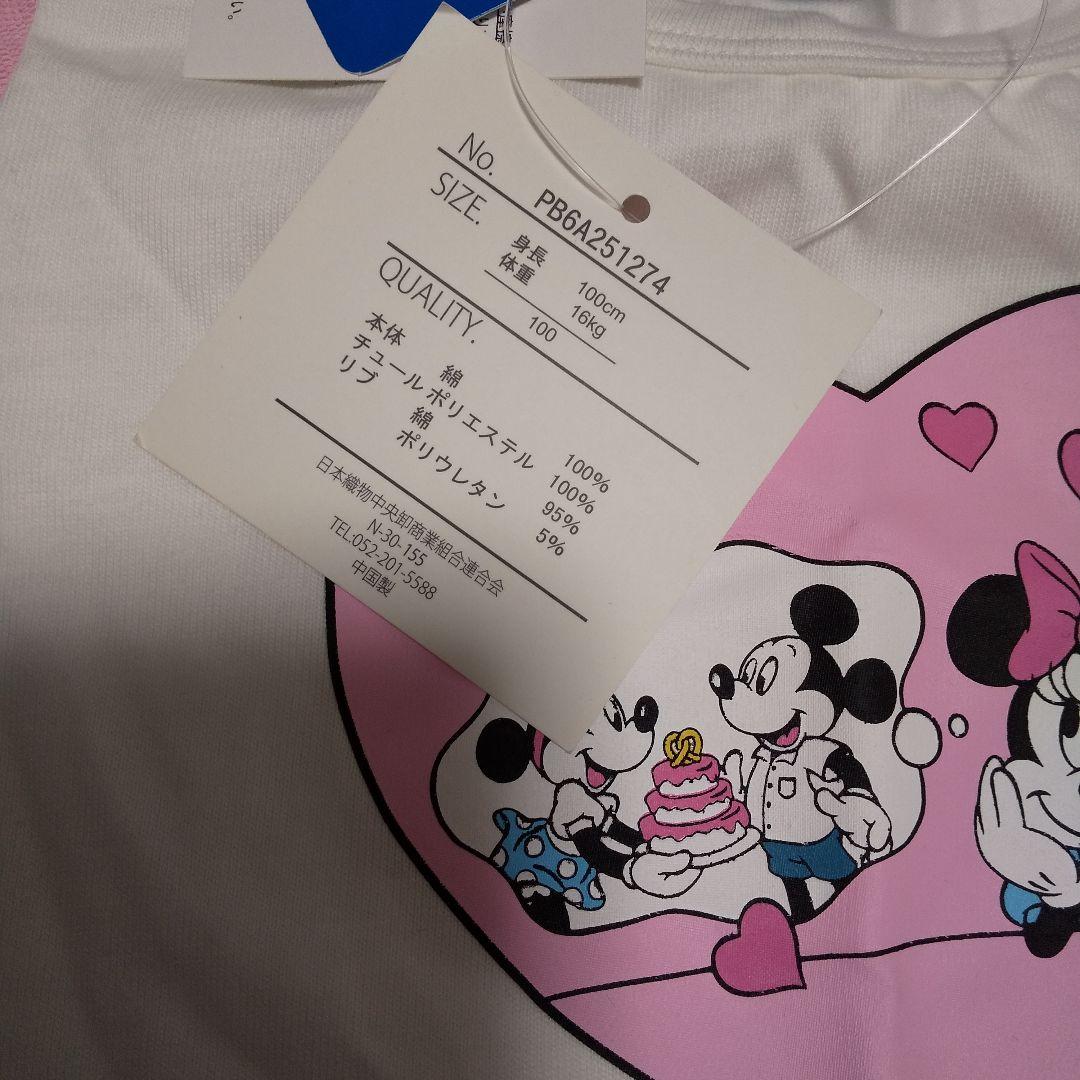 い。
No. PB6A251274
SIZE.
身長 100cm
体重 16kg
100
QUALITY.
本体 綿 100%
チュール ポリエステル 100%
リブ 綿 95%
ポリウレタン 5%
日本織物中央卸商業組合連合会
N-30-155
TEL:052-201-5588
中国製